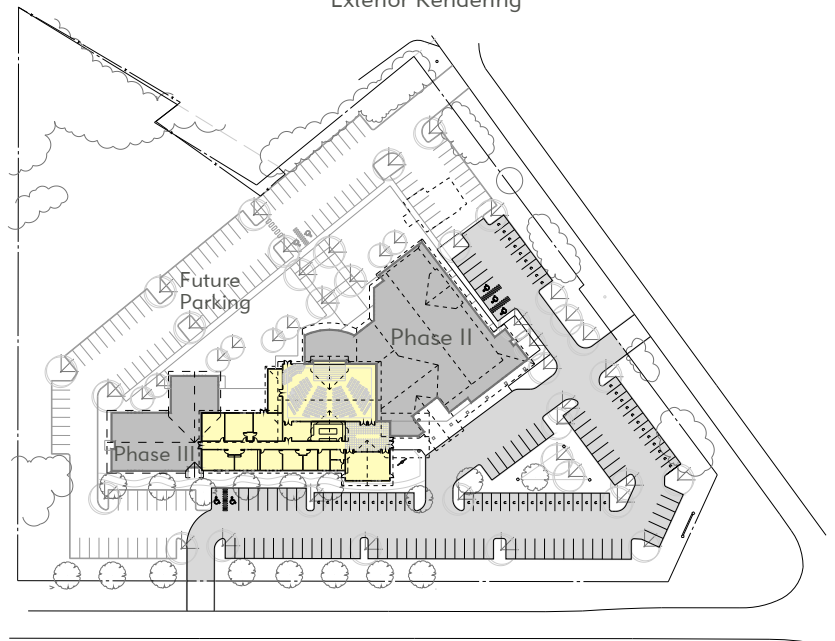 Exterior Rendering
Future
Parking
Phase II
Phase III